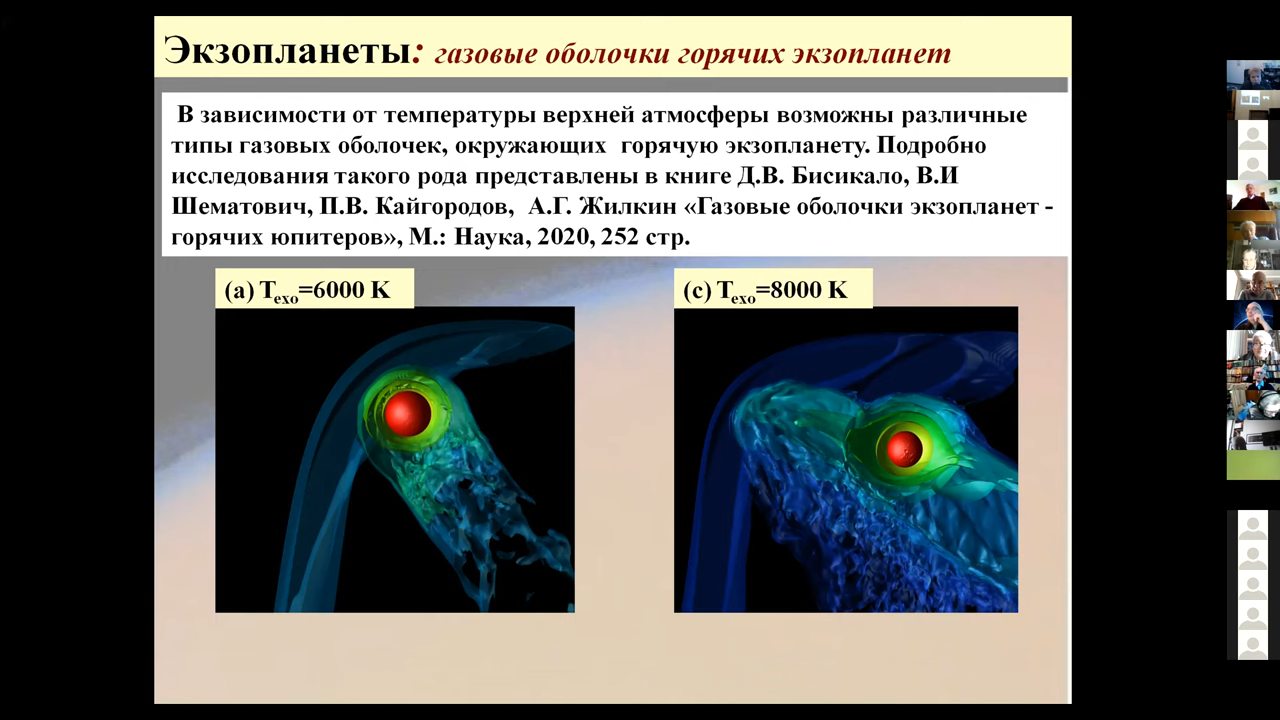 Экзопланеты: газовые оболочки горячих экзопланет
В зависимости от температуры верхней атмосферы возможны различные
типы газовых оболочек, окружающих горячую экзопланету. Подробно
исследования такого рода представлены в книге Д.В. Бисикало, В.И
Шематович, П.В. Кайгородов, А.Г. Жилкин «Газовые оболочки экзопланет -
горячих юпитеров», М.: Наука, 2020, 252 стр.
(a) Texo=6000 K
(c) Texo=8000 K